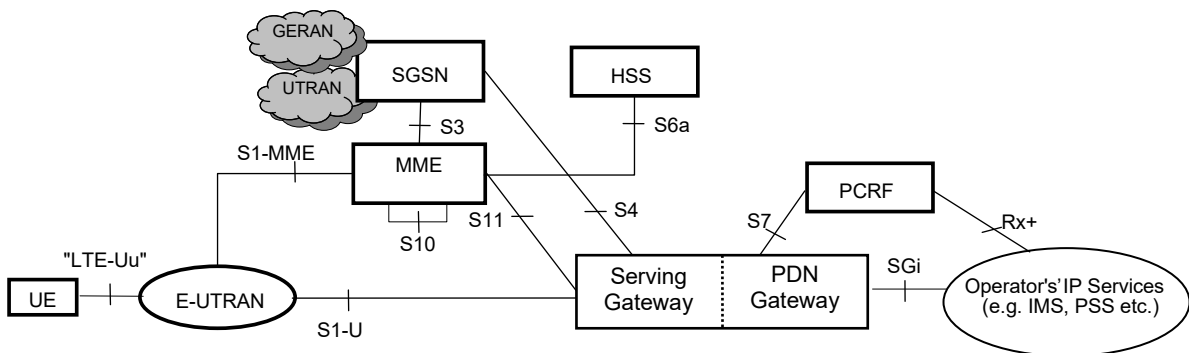 GERAN
SGSN
HSS
UTRAN
S3
S6a
S1-MME
MME
PCRF
S11
S4
S7
Rx+
S10
"LTE-Uu"
SGi
Serving
Gateway
PDN
Gateway
Operator's' IP Services
(e.g. IMS, PSS etc.)
UE
E-UTRAN
S1-U